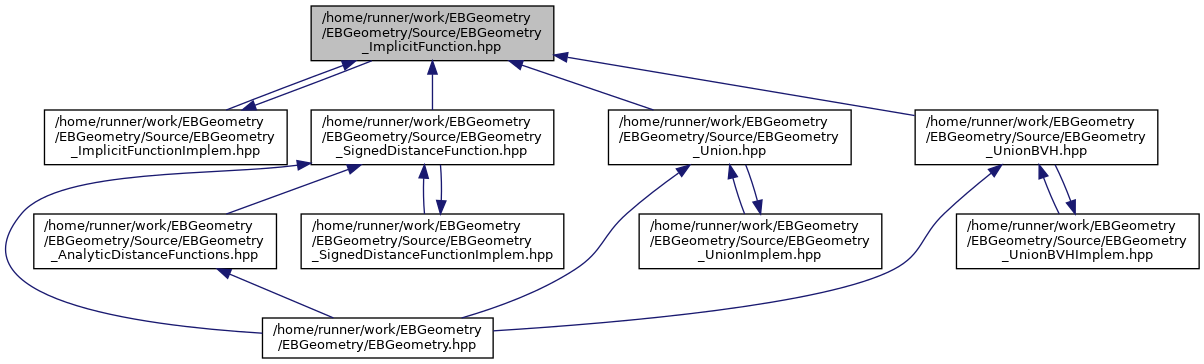 /home/runner/work/EBGeometry
/EBGeometry/Source/EBGeometry
_ImplicitFunction.hpp
/home/runner/work/EBGeometry
/EBGeometry/Source/EBGeometry
_ImplicitFunctionImplem.hpp
/home/runner/work/EBGeometry
/EBGeometry/Source/EBGeometry
_SignedDistanceFunction.hpp
/home/runner/work/EBGeometry
/EBGeometry/Source/EBGeometry
_Union.hpp
/home/runner/work/EBGeometry
/EBGeometry/Source/EBGeometry
_UnionBVH.hpp
/home/runner/work/EBGeometry
/EBGeometry/Source/EBGeometry
_AnalyticDistanceFunctions.hpp
/home/runner/work/EBGeometry
/EBGeometry/Source/EBGeometry
_SignedDistanceFunctionImplem.hpp
/home/runner/work/EBGeometry
/EBGeometry/Source/EBGeometry
_UnionImplem.hpp
/home/runner/work/EBGeometry
/EBGeometry/Source/EBGeometry
_UnionBVHImplem.hpp
/home/runner/work/EBGeometry
/EBGeometry/EBGeometry.hpp